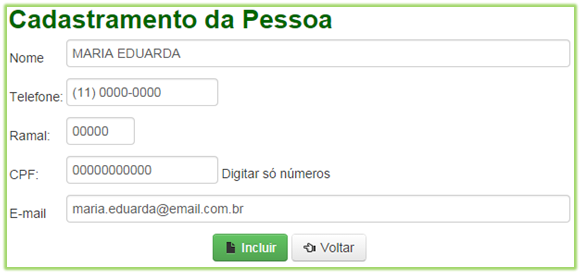 Cadastramento da Pessoa
Nome MARIA EDUARDA
Telefone: (11) 0000-0000
Ramal: 00000
CPF: 00000000000 Digitar só números
E-mail maria.eduarda@email.com.br
Incluir Voltar